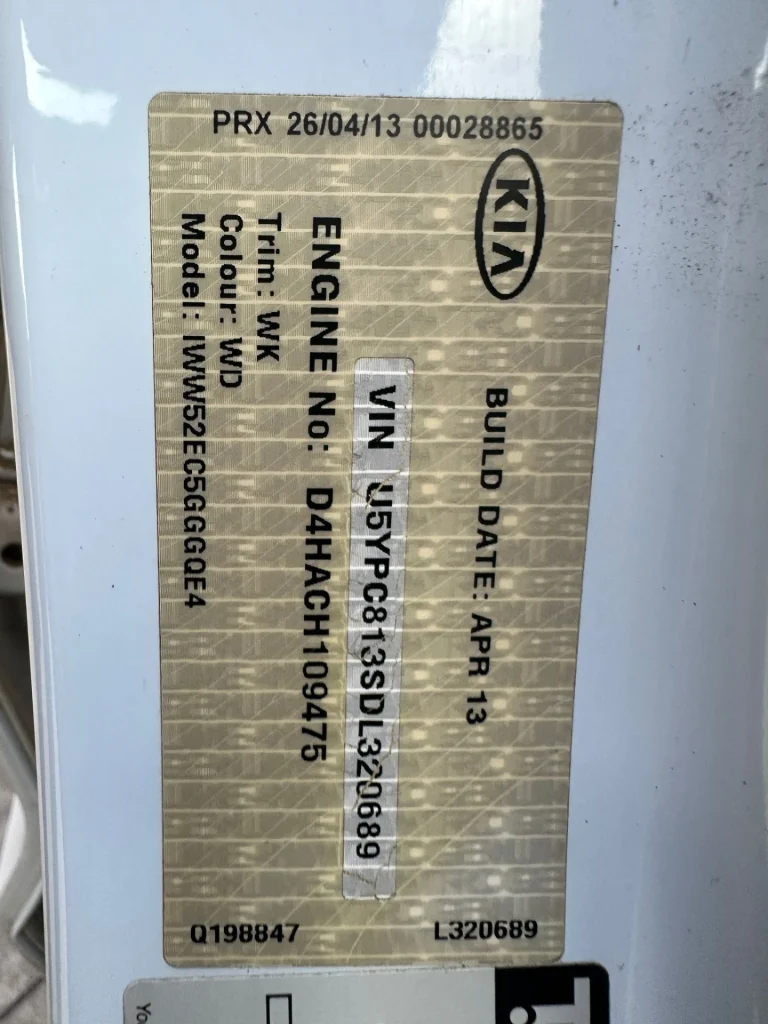 PRX 26/04/13 00028865
KIA
BUILD DATE: APR 13
VIN U5YPC813SDL320689
ENGINE No: D4HACH109475
Trim: WK
Colour: WD
Model: IWW52EC5GGGQE4
Q198847
L320689